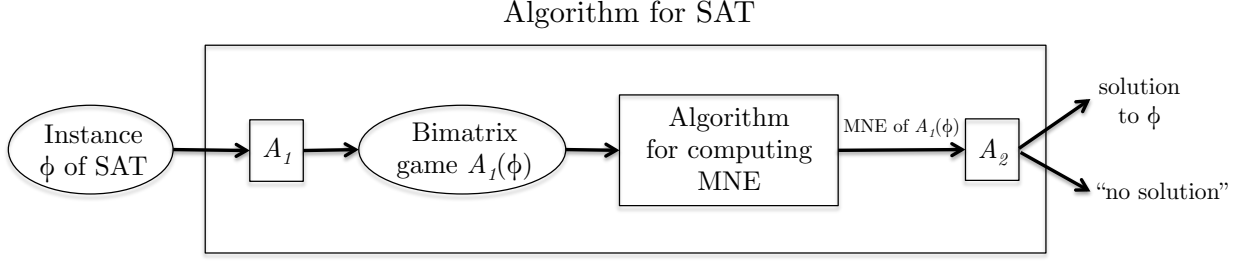 Algorithm for SAT
Instance
ϕ of SAT
A1
Bimatrix
game A1(ϕ)
Algorithm
for computing
MNE
MNE of A1(ϕ)
A2
solution
to ϕ
“no solution”